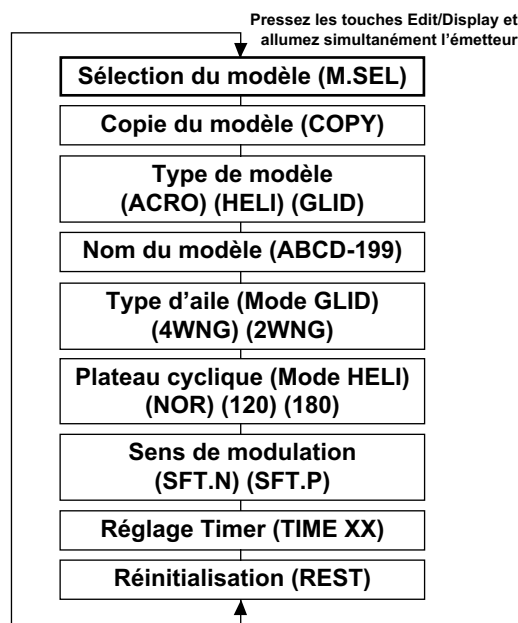 Pressez les touches Edit/Display et
allumez simultanément l'émetteur
Sélection du modèle (M.SEL)
Copie du modèle (COPY)
Type de modèle
(ACRO) (HELI) (GLID)
Nom du modèle (ABCD-199)
Type d'aile (Mode GLID)
(4WNG) (2WNG)
Plateau cyclique (Mode HELI)
(NOR) (120) (180)
Sens de modulation
(SFT.N) (SFT.P)
Réglage Timer (TIME XX)
Réinitialisation (REST)